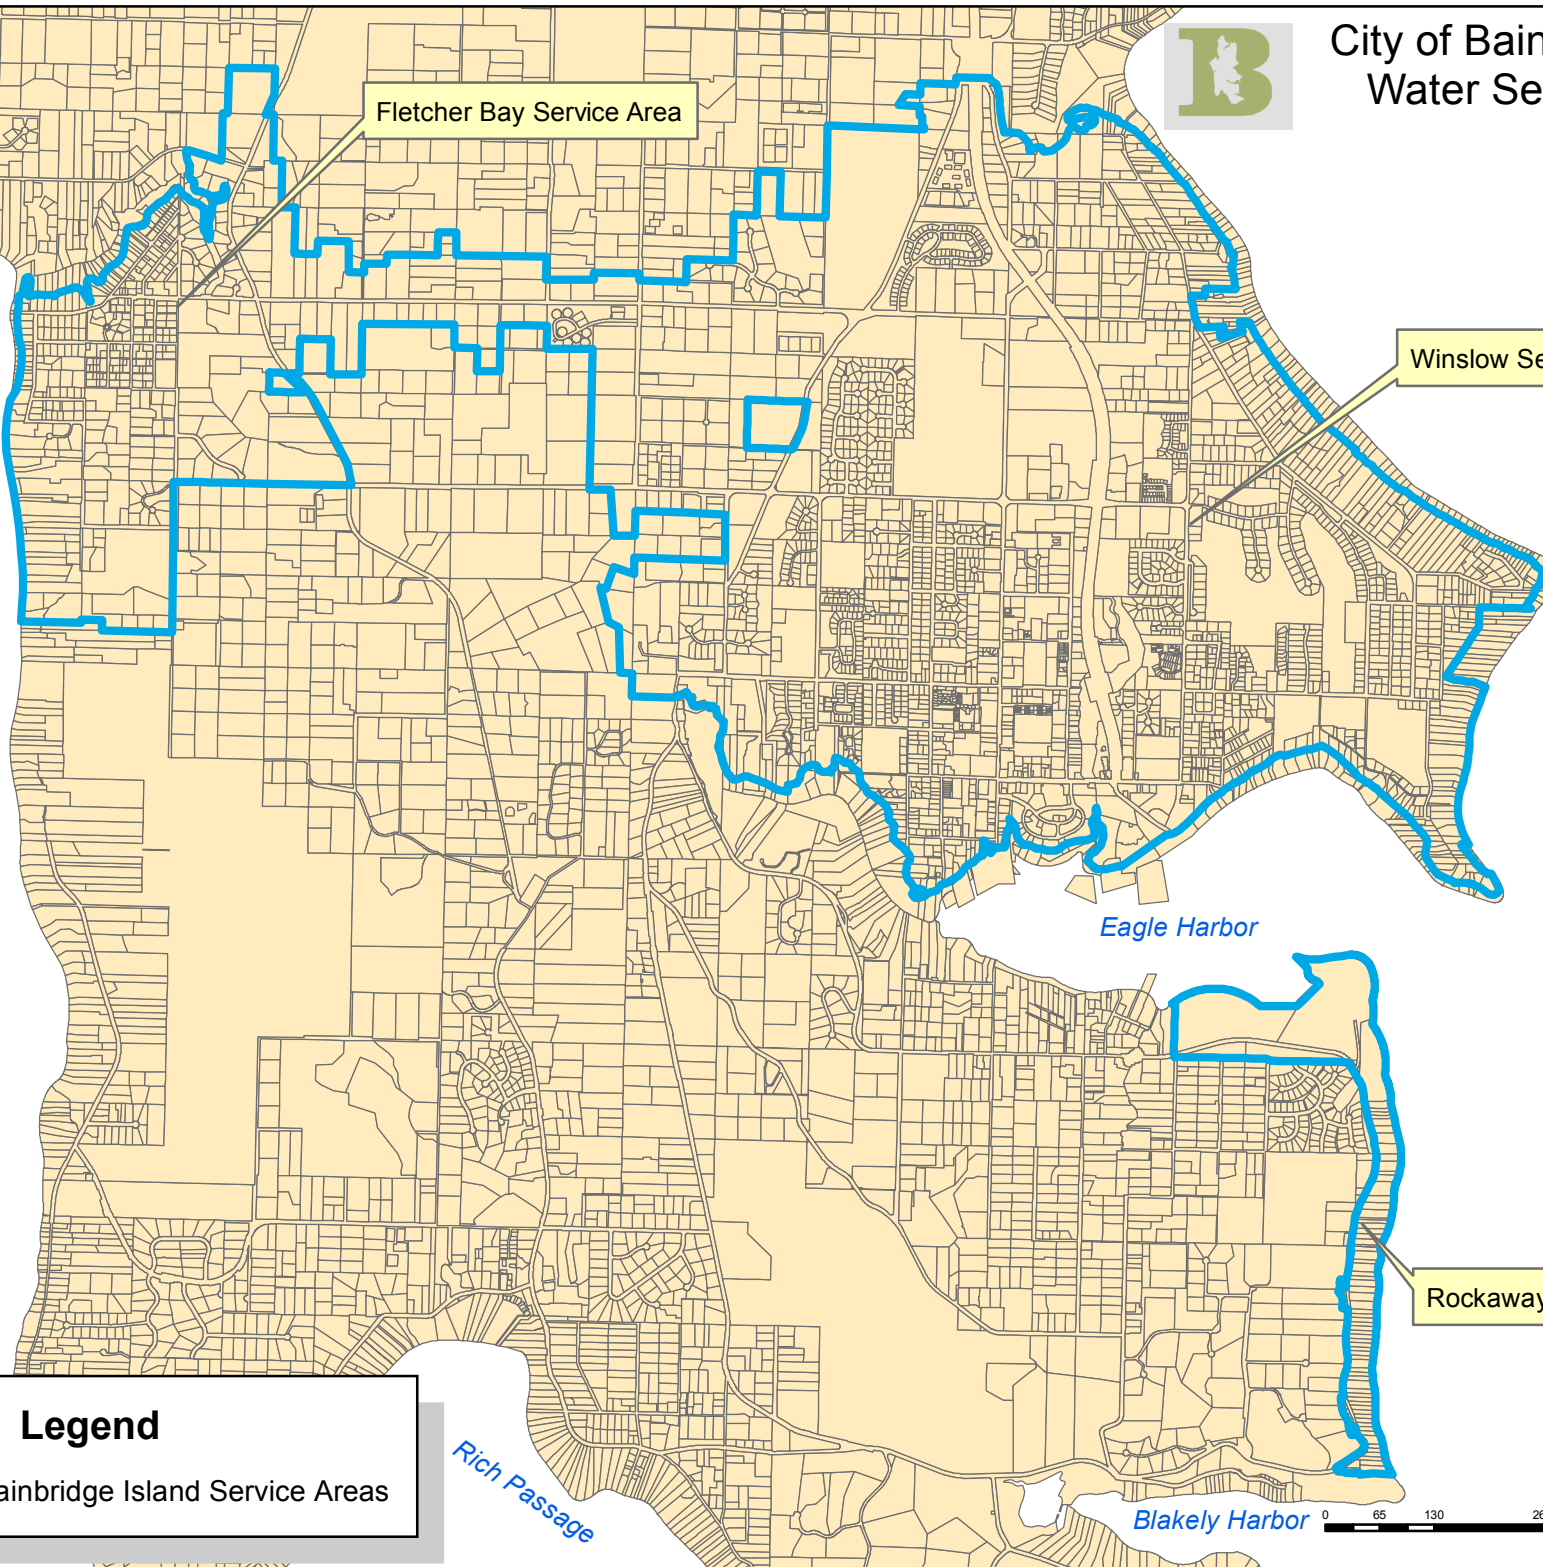 City of Bain
Water Se
B
Fletcher Bay Service Area
Winslow Se
Eagle Harbor
Rockaway
Legend
ainbridge Island Service Areas
Rich Passage
Blakely Harbor
0 65 130 26